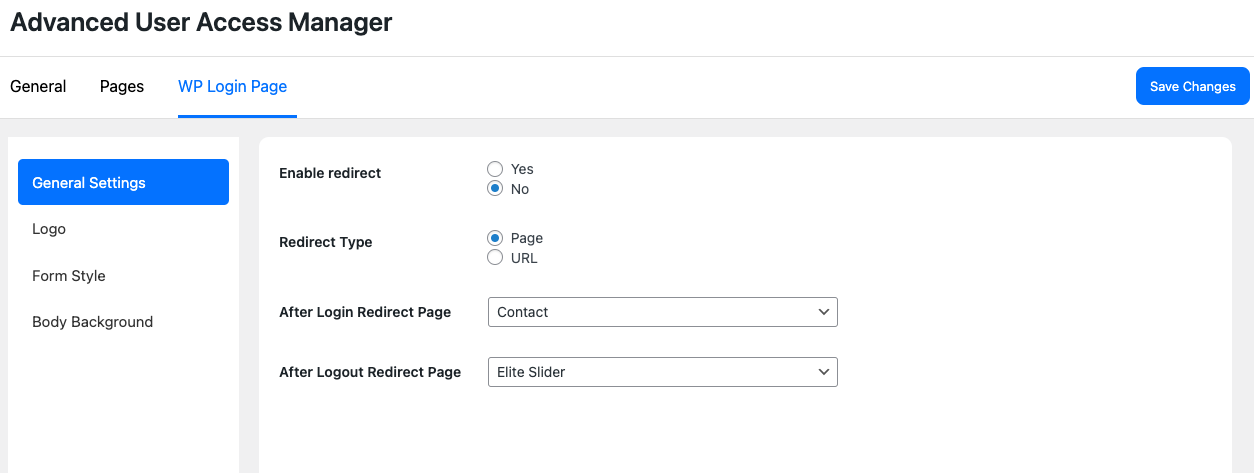 Advanced User Access Manager
General Pages WP Login Page Save Changes
General Settings
Logo
Form Style
Body Background
Enable redirect
Yes
No
Redirect Type
Page
URL
After Login Redirect Page Contact
After Logout Redirect Page Elite Slider